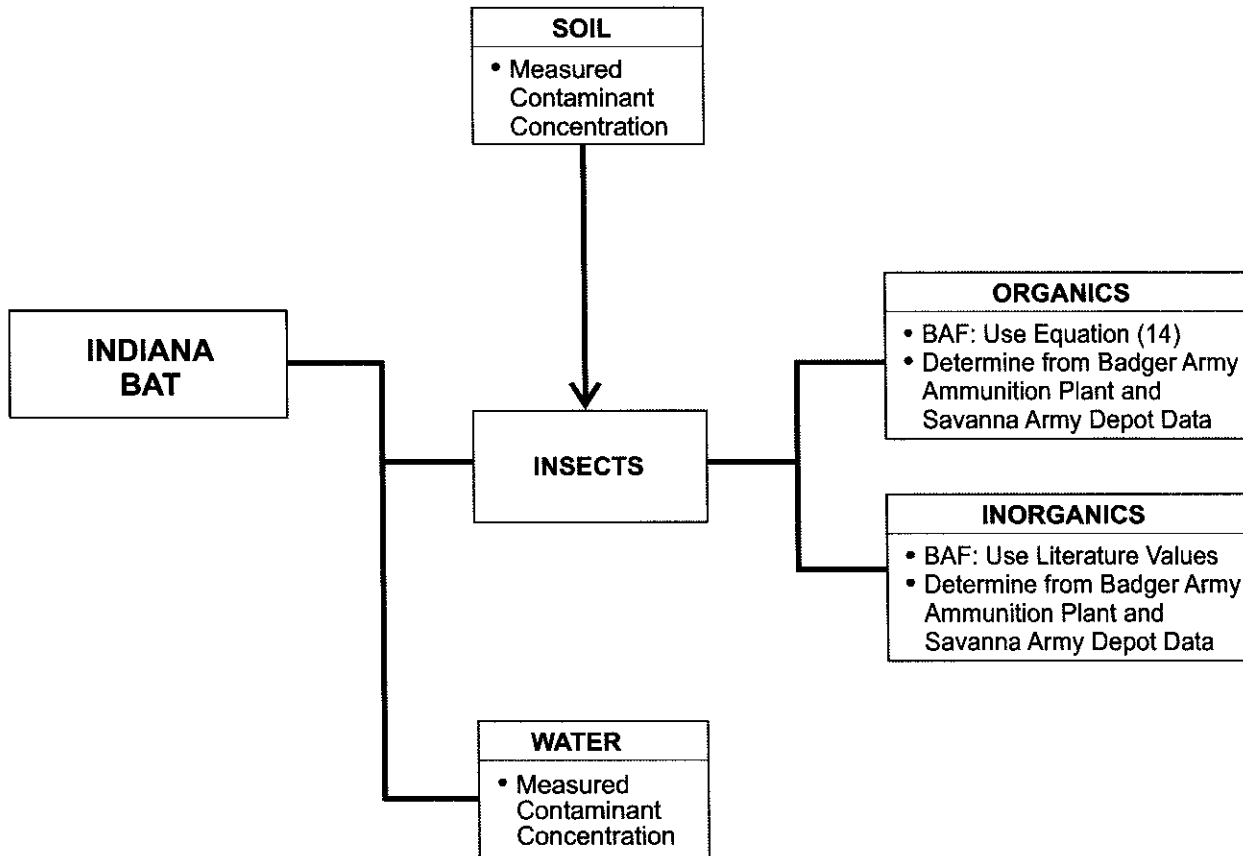 SOIL
• Measured
Contaminant
Concentration
INDIANA
BAT
INSECTS
ORGANICS
• BAF: Use Equation (14)
• Determine from Badger Army
Ammunition Plant and
Savanna Army Depot Data
INORGANICS
• BAF: Use Literature Values
• Determine from Badger Army
Ammunition Plant and
Savanna Army Depot Data
WATER
• Measured
Contaminant
Concentration